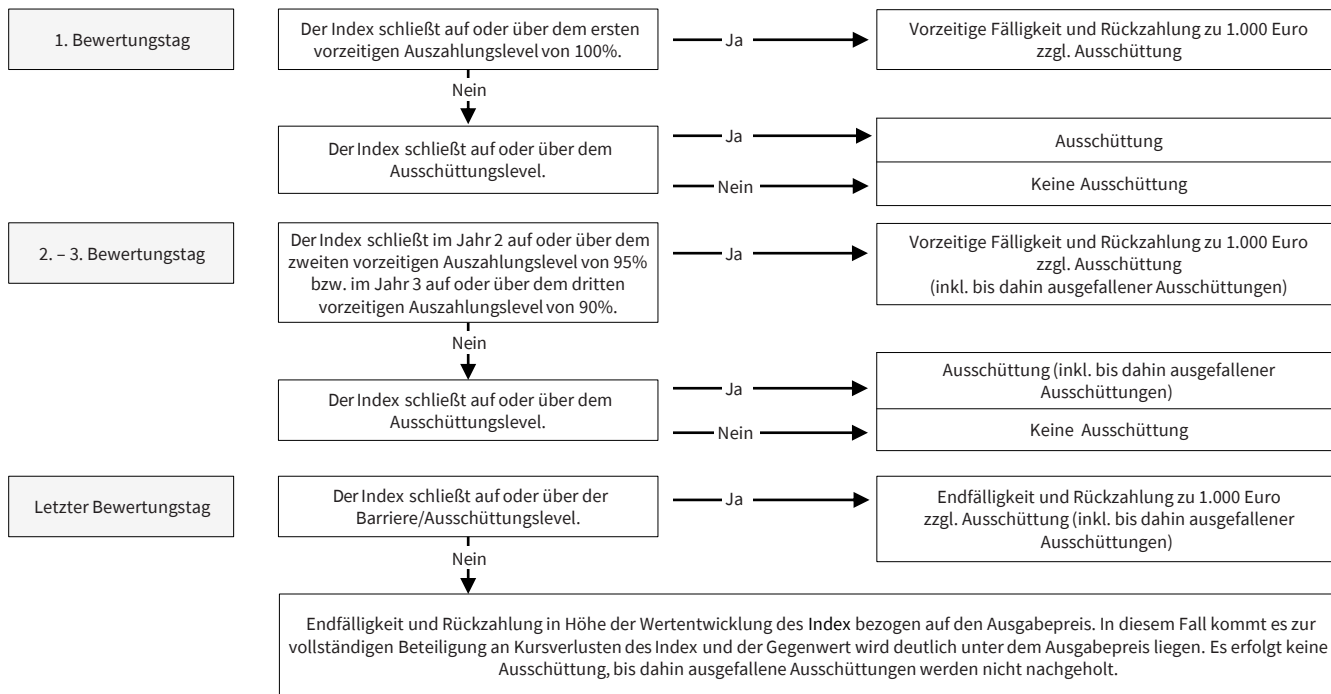 1. Bewertungstag
Der Index schließt auf oder über dem ersten
vorzeitigen Auszahlungslevel von 100%.
Ja
Vorzeitige Fälligkeit und Rückzahlung zu 1.000 Euro
zzgl. Ausschüttung
Nein
Der Index schließt auf oder über dem
Ausschüttungslevel.
Ja
Ausschüttung
Nein
Keine Ausschüttung
2. – 3. Bewertungstag
Der Index schließt im Jahr 2 auf oder über dem
zweiten vorzeitigen Auszahlungslevel von 95%
bzw. im Jahr 3 auf oder über dem dritten
vorzeitigen Auszahlungslevel von 90%.
Ja
Vorzeitige Fälligkeit und Rückzahlung zu 1.000 Euro
zzgl. Ausschüttung
(inkl. bis dahin ausgefallener Ausschüttungen)
Nein
Der Index schließt auf oder über dem
Ausschüttungslevel.
Ja
Ausschüttung (inkl. bis dahin ausgefallener
Ausschüttungen)
Nein
Keine Ausschüttung
Letzter Bewertungstag
Der Index schließt auf oder über der
Barriere/Ausschüttungslevel.
Ja
Endfälligkeit und Rückzahlung zu 1.000 Euro
zzgl. Ausschüttung (inkl. bis dahin ausgefallener
Ausschüttungen)
Nein
Endfälligkeit und Rückzahlung in Höhe der Wertentwicklung des Index bezogen auf den Ausgabepreis. In diesem Fall kommt es zur
vollständigen Beteiligung an Kursverlusten des Index und der Gegenwert wird deutlich unter dem Ausgabepreis liegen. Es erfolgt keine
Ausschüttung, bis dahin ausgefallene Ausschüttungen werden nicht nachgeholt.